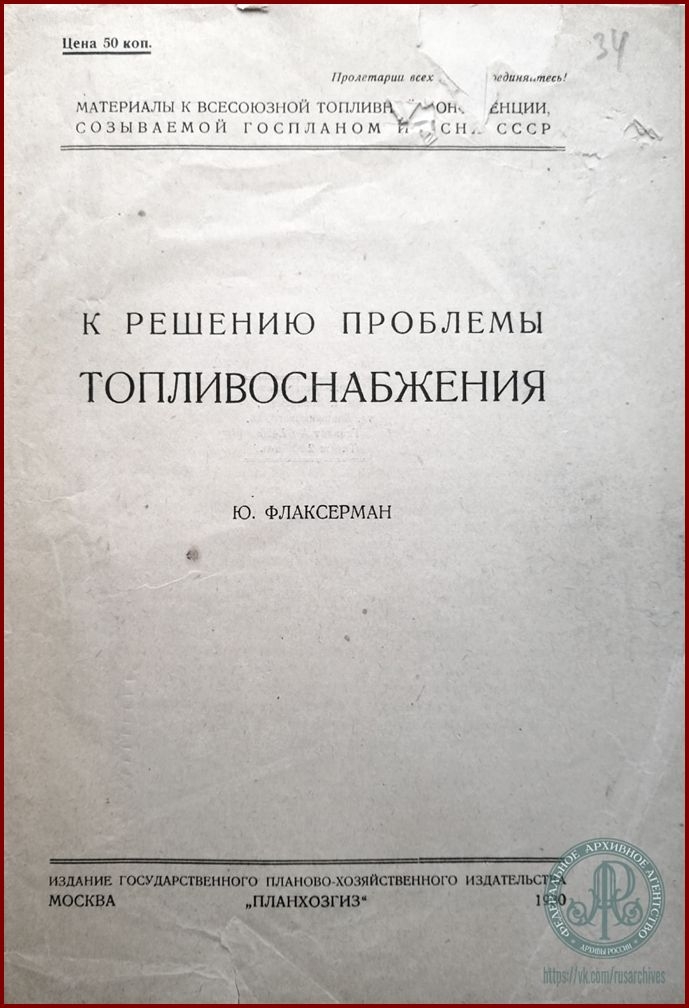 Цена 50 коп.
34
Пролетарии всех
МАТЕРИАЛЫ К ВСЕСОЮЗНОЙ
СОЗЫВАЕМОЙ ГОСПЛАНОМ И СССР
К РЕШЕНИЮ ПРОБЛЕМЫ
ТОПЛИВОСНАБЖЕНИЯ
Ю. ФЛАКСЕРМАН
ИЗДАНИЕ ГОСУДАРСТВЕННОГО ПЛАНОВО-ХОЗЯЙСТВЕННОГО ИЗДАТЕЛЬСТВА
МОСКВА „ПЛАНХОЗГИЗ“
ФЕДЕРАЛЬНОЕ АРХИВНОЕ АГЕНТСТВО
АРХИВЫ РОССИИ
https://vk.com/rusarchives